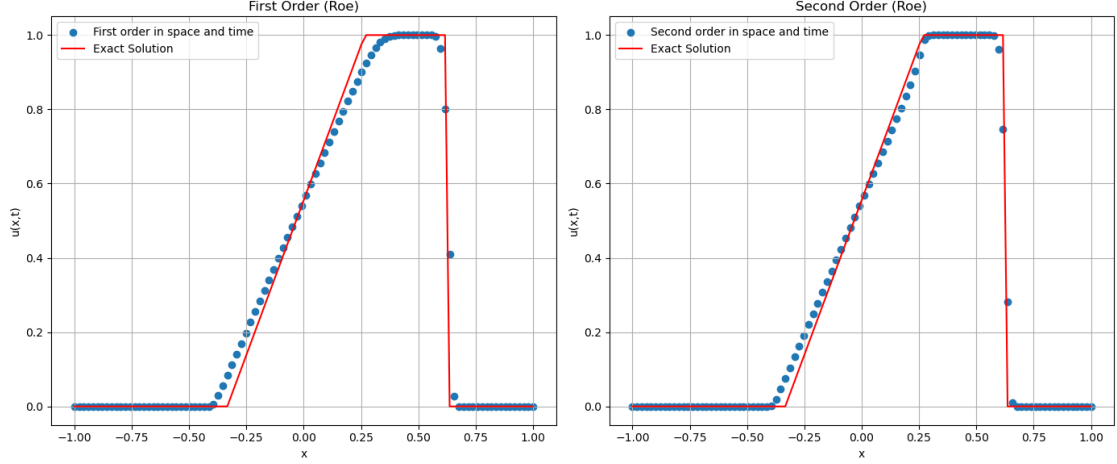 First Order (Roe)
First order in space and time
Exact Solution
1.0
0.8
0.6
0.4
0.2
0.0
u(x,t)
−1.00 −0.75 −0.50 −0.25 0.00 0.25 0.50 0.75 1.00
x
Second Order (Roe)
Second order in space and time
Exact Solution
1.0
0.8
0.6
0.4
0.2
0.0
u(x,t)
−1.00 −0.75 −0.50 −0.25 0.00 0.25 0.50 0.75 1.00
x